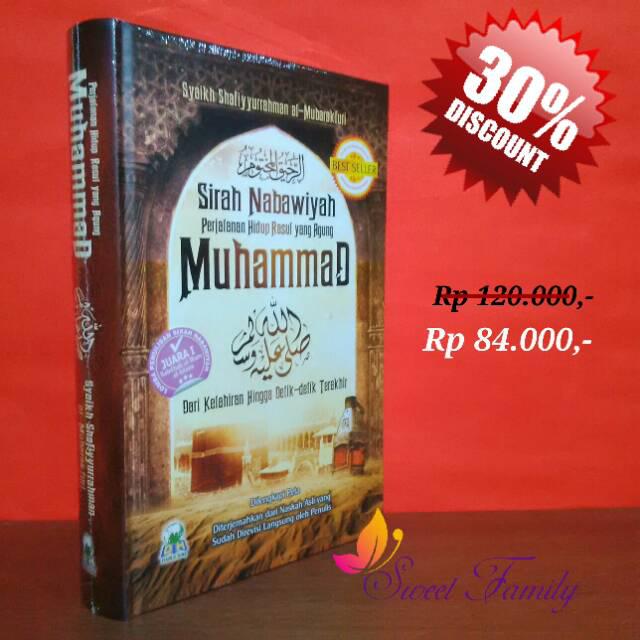 Syaikh Shafiyyurrahman al-Mubarakfuri
الرحيق المختوم
BEST SELLER
Sirah Nabawiyah
Perjalanan Hidup Rasul yang Agung
MuhammaD
صلى الله عليه وسلم
JUARA I
Dari Kelahiran Hingga Detik-detik Terakhir
Dilengkapi Peta
Diterjemahkan dari Naskah Asli yang
Sudah Direvisi Langsung oleh Penulis
Perjalanan Hidup Rasul yang Agung
MuhammaD
Syaikh Shafiyyurrahman
30%
DISCOUNT
Rp 120.000,-
Rp 84.000,-
Sweet Family